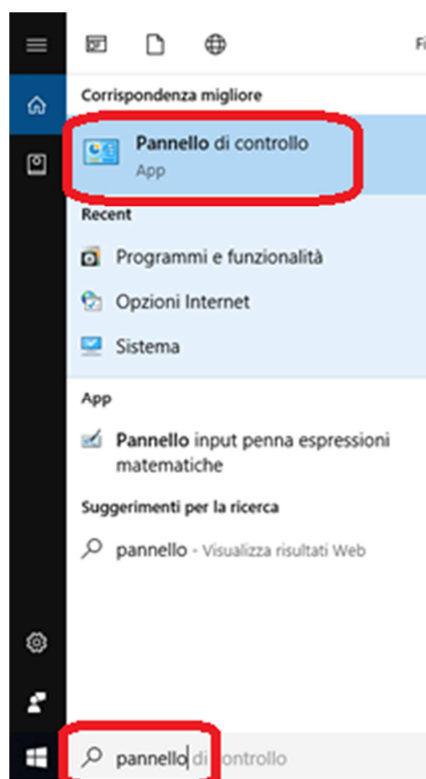 Fi
Corrispondenza migliore
Pannello di controllo
App
Recent
Programmi e funzionalità
Opzioni Internet
Sistema
App
Pannello input penna espressioni
matematiche
Suggerimenti per la ricerca
pannello - Visualizza risultati Web
pannello di controllo